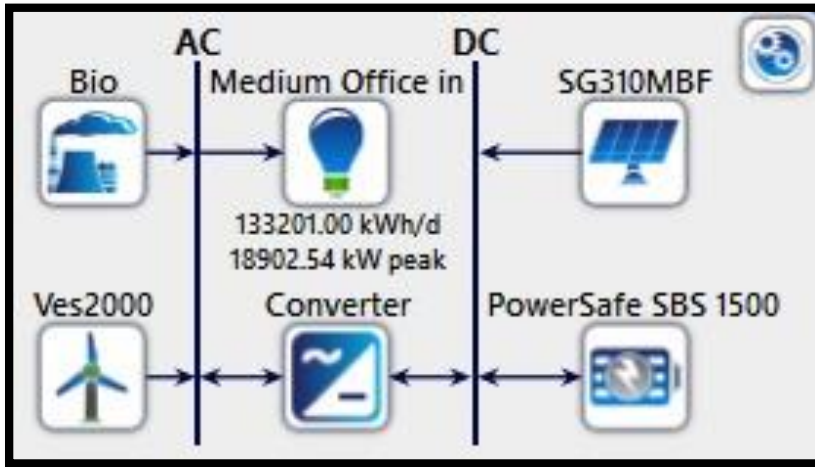 AC
DC
Bio
Medium Office in
SG310MBF
133201.00 kWh/d
18902.54 kW peak
Ves2000
Converter
PowerSafe SBS 1500